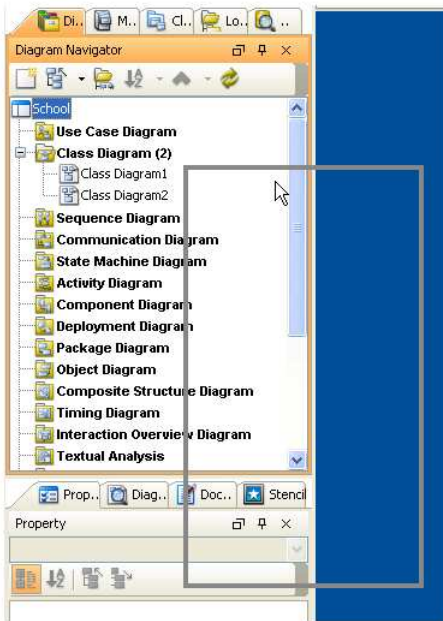 Di.. M.. Cl.. Lo.. ..
Diagram Navigator
School
Use Case Diagram
Class Diagram (2)
Class Diagram1
Class Diagram2
Sequence Diagram
Communication Diagram
State Machine Diagram
Activity Diagram
Component Diagram
Deployment Diagram
Package Diagram
Object Diagram
Composite Structure Diagram
Timing Diagram
Interaction Overview Diagram
Textual Analysis
Prop.. Diag.. Doc.. Stencil
Property